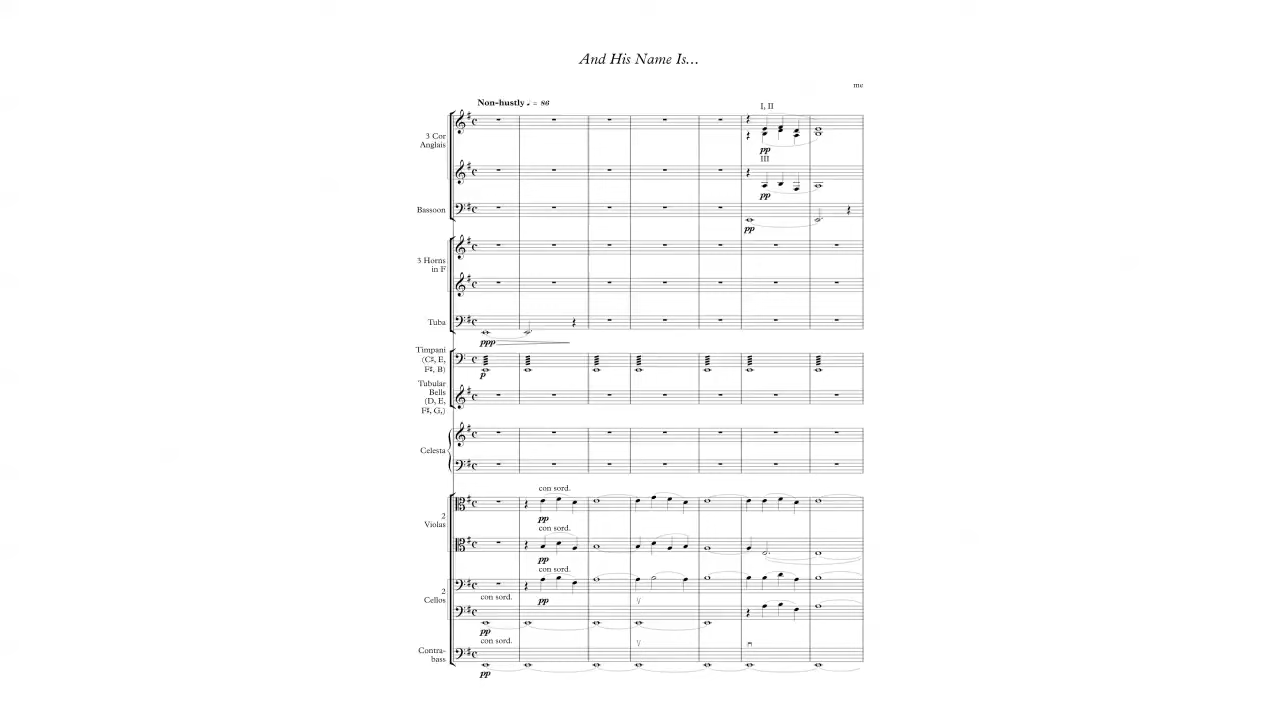 And His Name Is…
me
Non-hustly ♩ = 86
I, II
3 Cor
Anglais
pp
III
pp
Bassoon
pp
3 Horns
in F
Tuba
ppp
Timpani
(C♯, E,
F♯, B)
p
Tubular
Bells
(D, E,
F♯, G,)
Celesta
con sord.
2
Violas
pp
con sord.
pp
con sord.
2
Cellos
con sord.
pp
pp
con sord.
Contra-
bass
pp